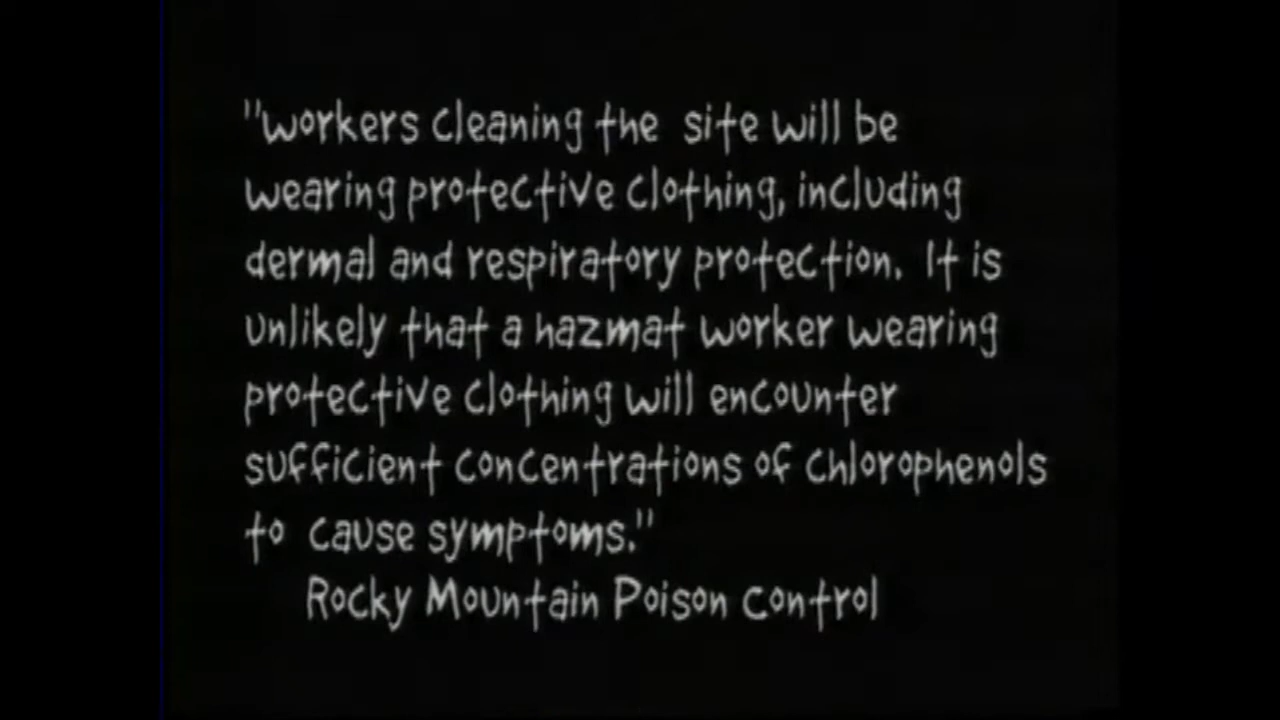 "workers cleaning the site will be
wearing protective clothing, including
dermal and respiratory protection. It is
unlikely that a hazmat worker wearing
protective clothing will encounter
sufficient concentrations of chlorophenols
to cause symptoms."
Rocky Mountain Poison control